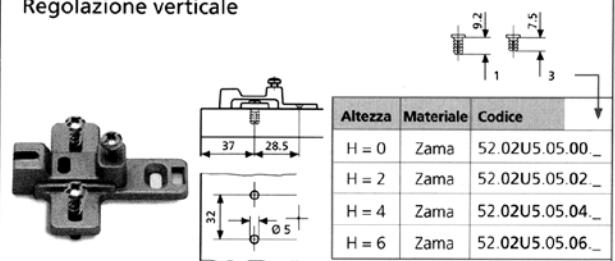 Regolazione verticale
9.2
7.5
1
3
37
28.5
32
Ø 5
Altezza Materiale Codice
H = 0 Zama 52.02U5.05.00._
H = 2 Zama 52.02U5.05.02._
H = 4 Zama 52.02U5.05.04._
H = 6 Zama 52.02U5.05.06._